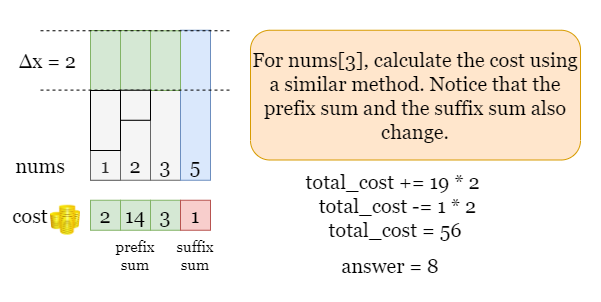 Δx = 2
For nums[3], calculate the cost using
a similar method. Notice that the
prefix sum and the suffix sum also
change.
nums 1 2 3 5
cost 2 14 3 1
prefix sum
suffix sum
total_cost += 19 * 2
total_cost -= 1 * 2
total_cost = 56
answer = 8